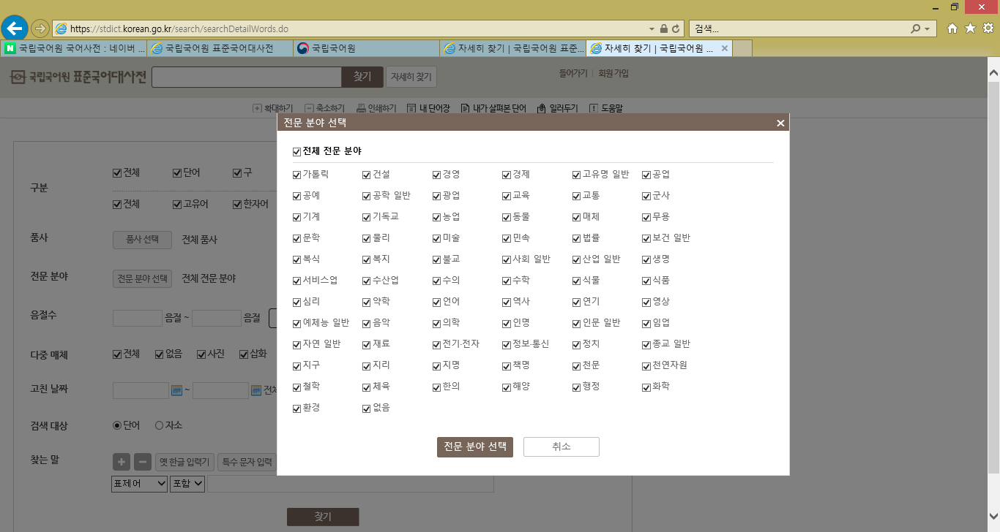 https://stdict.korean.go.kr/search/searchDetailWords.do
검색...
국립국어원 국어사전 : 네이버 ...
국립국어원 표준국어대사전
국립국어원
자세히 찾기 | 국립국어원 표준...
자세히 찾기 | 국립국어원 ...
국립국어원 표준국어대사전
찾기
자세히 찾기
들어가기 | 회원 가입
확대하기 축소하기 인쇄하기 내 단어장 내가 살펴본 단어 일러두기 도움말
전문 분야 선택
전체 전문 분야
가톨릭 건설 경영 경제 고유명 일반 공업
공예 공학 일반 광업 교육 교통 군사
기계 기독교 농업 동물 매체 무용
문학 물리 미술 민속 법률 보건 일반
복식 복지 불교 사회 일반 산업 일반 생명
서비스업 수산업 수의 수학 식물 식품
심리 약학 언어 역사 연기 영상
예체능 일반 음악 의학 인명 인문 일반 임업
자연 일반 재료 전기·전자 정보·통신 정치 종교 일반
지구 지리 지명 책명 천문 천연자원
철학 체육 한의 해양 행정 화학
환경 없음
전문 분야 선택 취소
구분
전체 단어 구
전체 고유어 한자어
품사 품사 선택 전체 품사
전문 분야 전문 분야 선택 전체 전문 분야
음절수 음절 ~ 음절
다중 매체 전체 없음 사진 삽화
고친 날짜 ~ 전체
검색 대상 단어 자소
찾는 말 + − 옛 한글 입력기 특수 문자 입력
표제어 포함
찾기